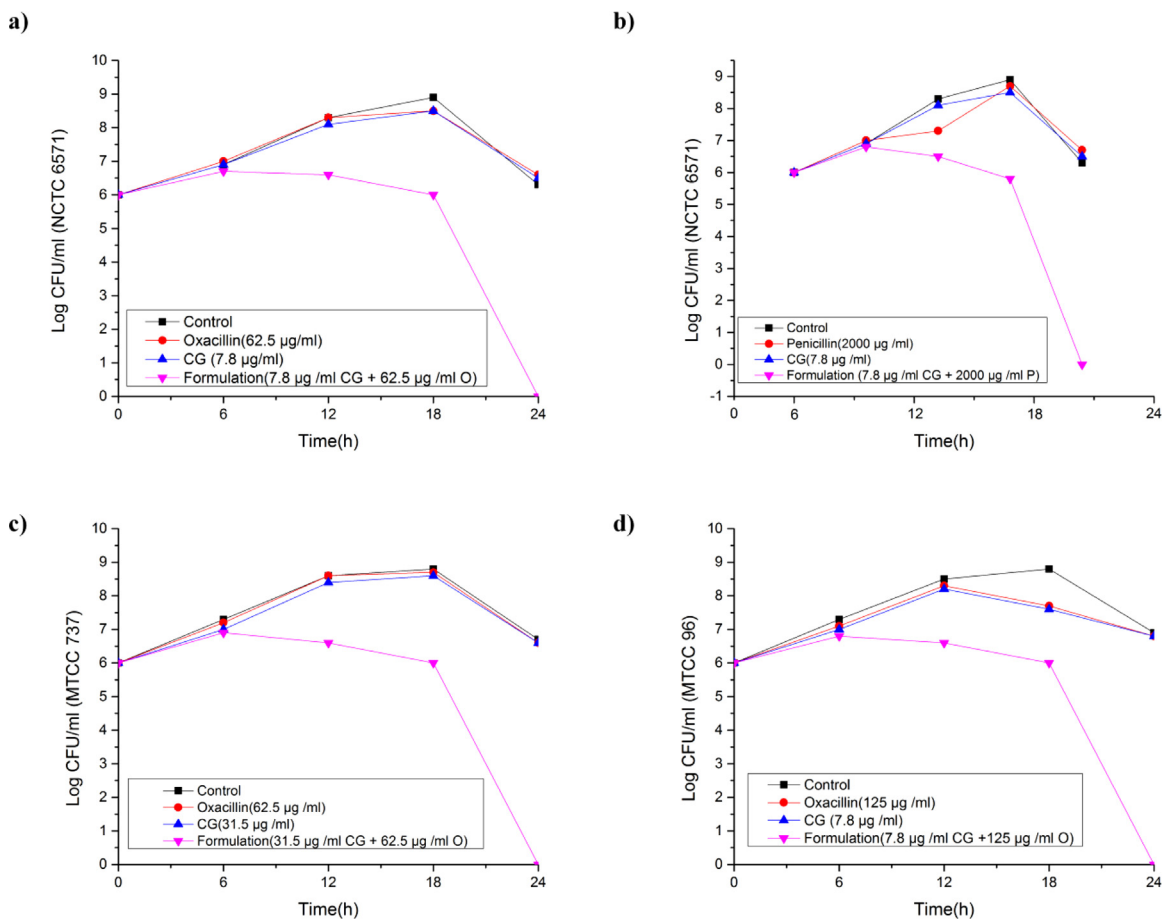 a)
10
9
8
7
6
5
4
3
2
1
0
Log CFU/ml (NCTC 6571)
Control
Oxacillin(62.5 µg/ml)
CG (7.8 µg/ml)
Formulation(7.8 µg /ml CG + 62.5 µg /ml O)
0 6 12 18 24
Time(h)
b)
9
8
7
6
5
4
3
2
1
0
-1
Log CFU/ml (NCTC 6571)
Control
Penicillin(2000 µg /ml)
CG(7.8 µg /ml)
Formulation (7.8 µg /ml CG + 2000 µg /ml P)
0 6 12 18 24
Time(h)
c)
10
9
8
7
6
5
4
3
2
1
0
Log CFU/ml (MTCC 737)
Control
Oxacillin(62.5 µg /ml)
CG(31.5 µg /ml)
Formulation(31.5 µg /ml CG + 62.5 µg /ml O)
0 6 12 18 24
Time(h)
d)
10
9
8
7
6
5
4
3
2
1
0
Log CFU/ml (MTCC 96)
Control
Oxacillin(125 µg /ml)
CG (7.8 µg /ml)
Formulation(7.8 µg /ml CG +125 µg /ml O)
0 6 12 18 24
Time(h)